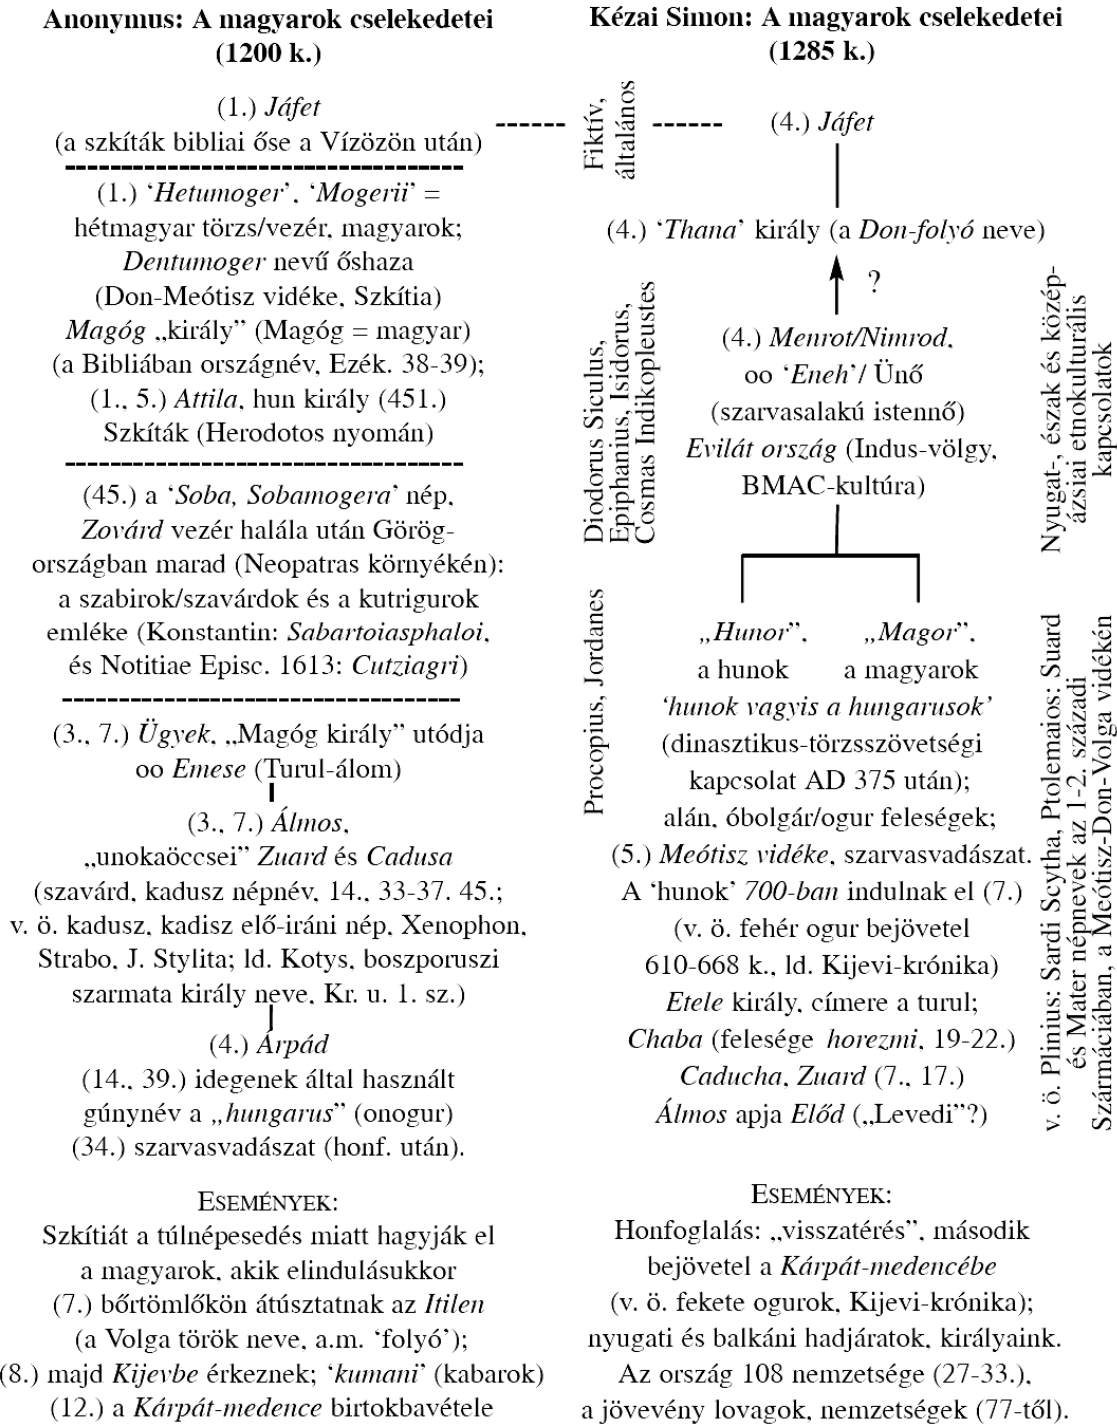 Anonymus: A magyarok cselekedetei
(1200 k.)
(1.) Jáfet
(a szkíták bibliai őse a Vízözön után)
(1.) ‘Hetumoger’, ‘Mogerii’ =
hétmagyar törzs/vezér, magyarok;
Dentumoger nevű őshaza
(Don-Meótisz vidéke, Szkítia)
Magóg „király” (Magóg = magyar)
(a Bibliában országnév, Ezék. 38-39);
(1., 5.) Attila, hun király (451.)
Szkíták (Herodotos nyomán)
(45.) a ‘Soba, Sobamogera’ nép,
Zovárd vezér halála után Görög-
országban marad (Neopatras környékén):
a szabirok/szavárdok és a kutrigurok
emléke (Konstantin: Sabartoiasphaloi,
és Notitiae Episc. 1613: Cutziagri)
(3., 7.) Ügyek, „Magóg király” utódja
oo Emese (Turul-álom)
(3., 7.) Álmos,
„unokaöccsei” Zuard és Cadusa
(szavárd, kadusz népnév, 14., 33-37. 45.;
v. ö. kadusz, kadisz elő-iráni nép, Xenophon,
Strabo, J. Stylita; ld. Kotys, boszporuszi
szarmata király neve, Kr. u. 1. sz.)
(4.) Árpád
(14., 39.) idegenek által használt
gúnynév a „hungarus” (onogur)
(34.) szarvasvadászat (honf. után).
ESEMÉNYEK:
Szkítiát a túlnépesedés miatt hagyják el
a magyarok, akik elindulásukkor
(7.) bőrtömlőkön átúsztatnak az Itilen
(a Volga török neve, a.m. ‘folyó’);
(8.) majd Kijevbe érkeznek; ‘kumani’ (kabarok)
(12.) a Kárpát-medence birtokbavétele
Kézai Simon: A magyarok cselekedetei
(1285 k.)
Fiktív,
általános
(4.) Jáfet
(4.) ‘Thana’ király (a Don-folyó neve)
?
(4.) Menrot/Nimrod,
oo ‘Eneh’/ Ünő
(szarvasalakú istennő)
Evilát ország (Indus-völgy,
BMAC-kultúra)
Diodorus Siculus,
Epiphanius, Isidorus,
Cosmas Indikopleustes
Nyugat-, észak és közép-
ázsiai etnokulturális
kapcsolatok
„Hunor”, „Magor”,
a hunok a magyarok
‘hunok vagyis a hungarusok’
(dinasztikus-törzsszövetségi
kapcsolat AD 375 után);
alán, óbolgár/ogur feleségek;
(5.) Meótisz vidéke, szarvasvadászat.
A ‘hunok’ 700-ban indulnak el (7.)
(v. ö. fehér ogur bejövetel
610-668 k., ld. Kijevi-krónika)
Etele király, címere a turul;
Chaba (felesége horezmi, 19-22.)
Caducha, Zuard (7., 17.)
Álmos apja Előd („Levedi”?)
Procopius, Jordanes
v. ö. Plinius: Sardi Scytha, Ptolemaios: Suard
és Mater népnevek az 1-2. századi
Szármáciában, a Meótisz-Don-Volga vidékén
ESEMÉNYEK:
Honfoglalás: „visszatérés”, második
bejövetel a Kárpát-medencébe
(v. ö. fekete ogurok, Kijevi-krónika);
nyugati és balkáni hadjáratok, királyaink.
Az ország 108 nemzetsége (27-33.),
a jövevény lovagok, nemzetségek (77-től).